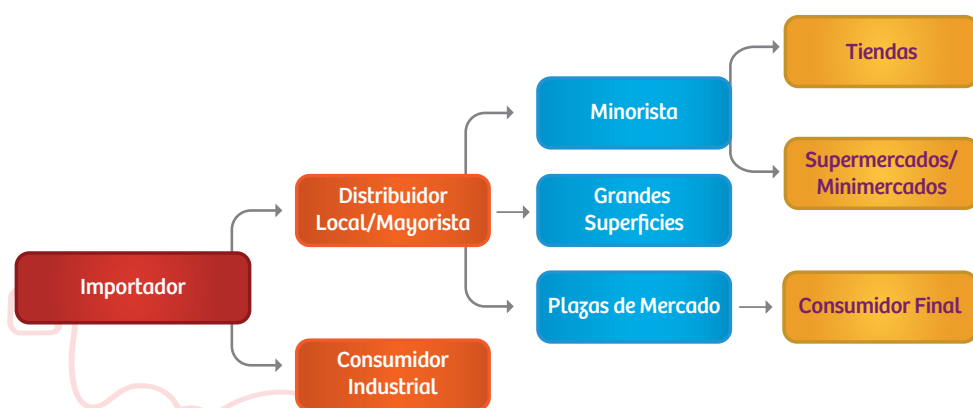 Importador
Distribuidor
Local/Mayorista
Consumidor
Industrial
Minorista
Grandes
Superficies
Plazas de Mercado
Tiendas
Supermercados/
Minimercados
Consumidor Final